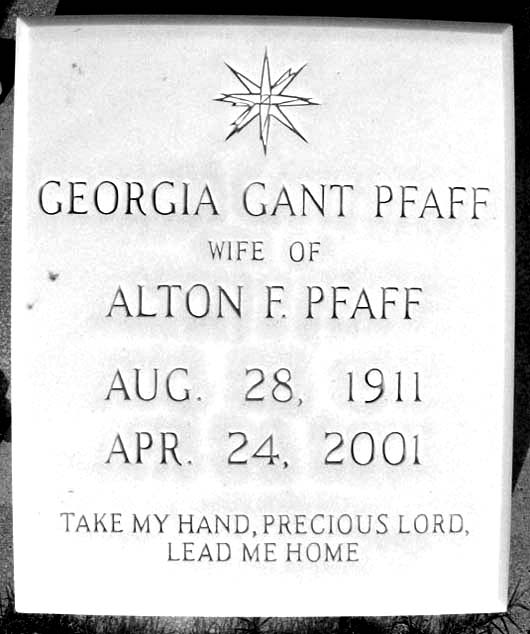 GEORGIA GANT PFAFF
WIFE OF
ALTON F. PFAFF
AUG. 28, 1911
APR. 24, 2001
TAKE MY HAND, PRECIOUS LORD,
LEAD ME HOME